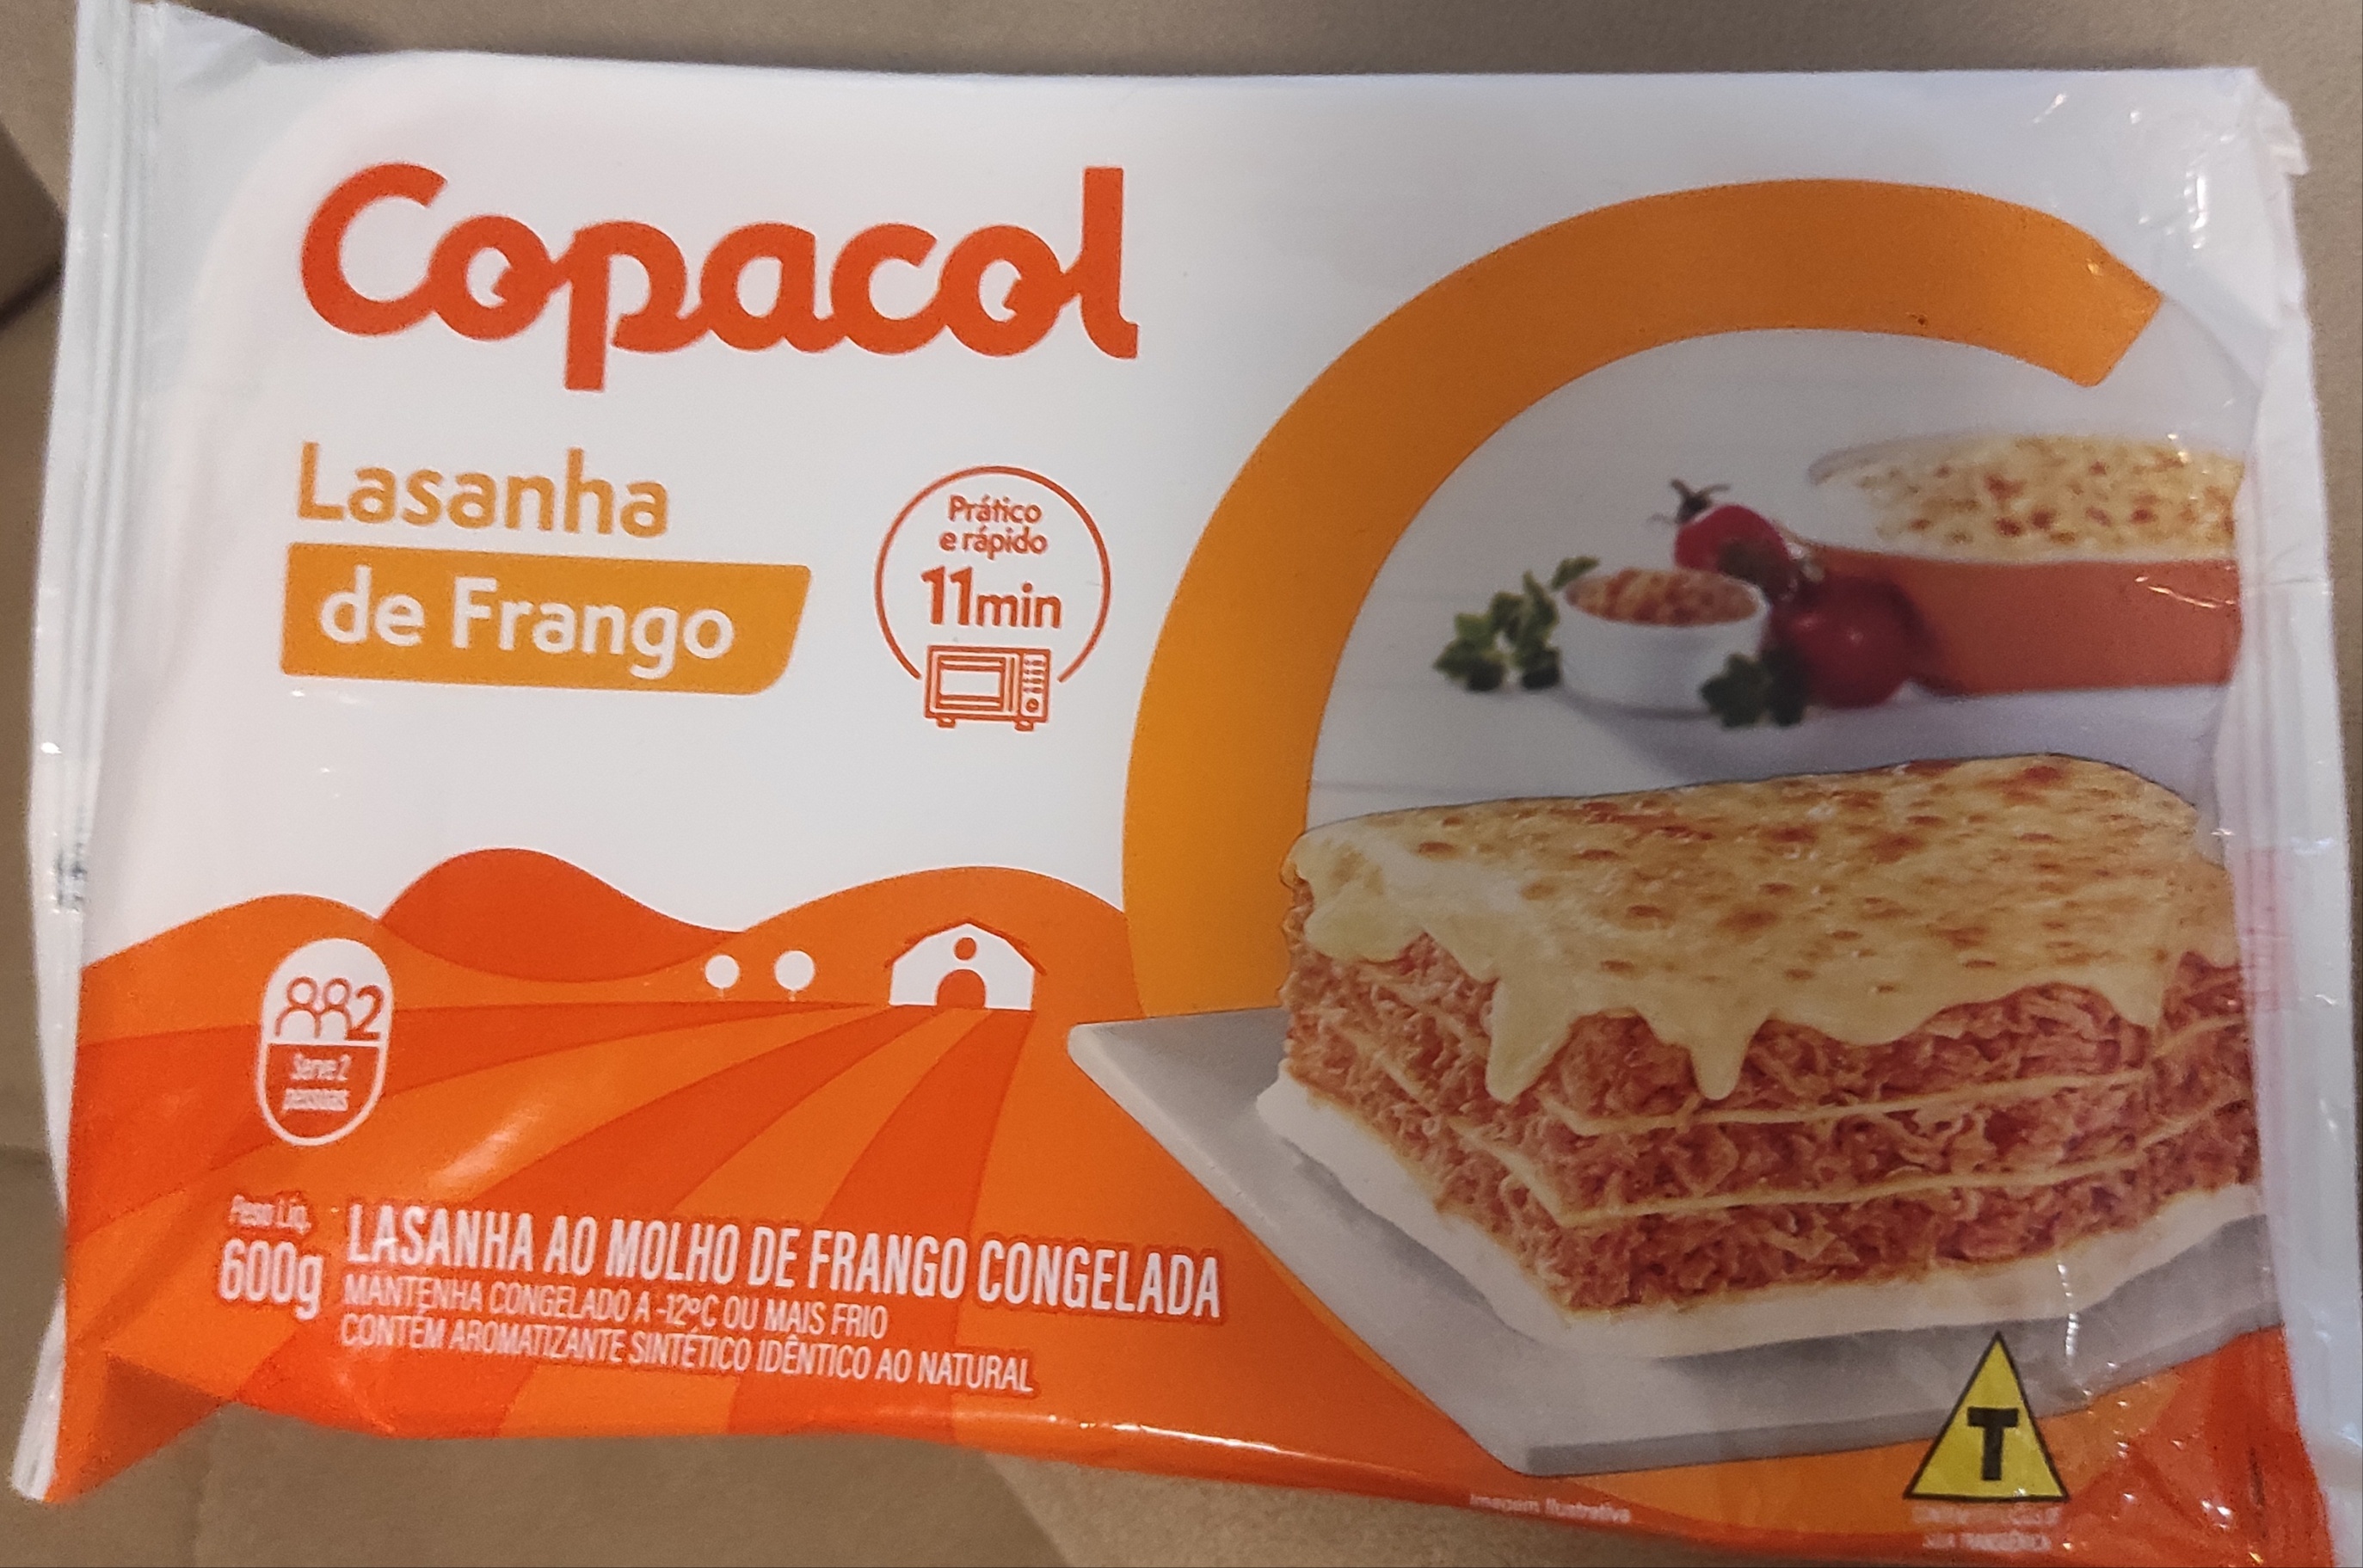 Copacol
Lasanha
de Frango
Prático
e rápido
11min
2
Serve 2
pessoas
Peso Líq.
600g
LASANHA AO MOLHO DE FRANGO CONGELADA
MANTENHA CONGELADO A -12°C OU MAIS FRIO
CONTÉM AROMATIZANTE SINTÉTICO IDÊNTICO AO NATURAL
Imagem Ilustrativa
T